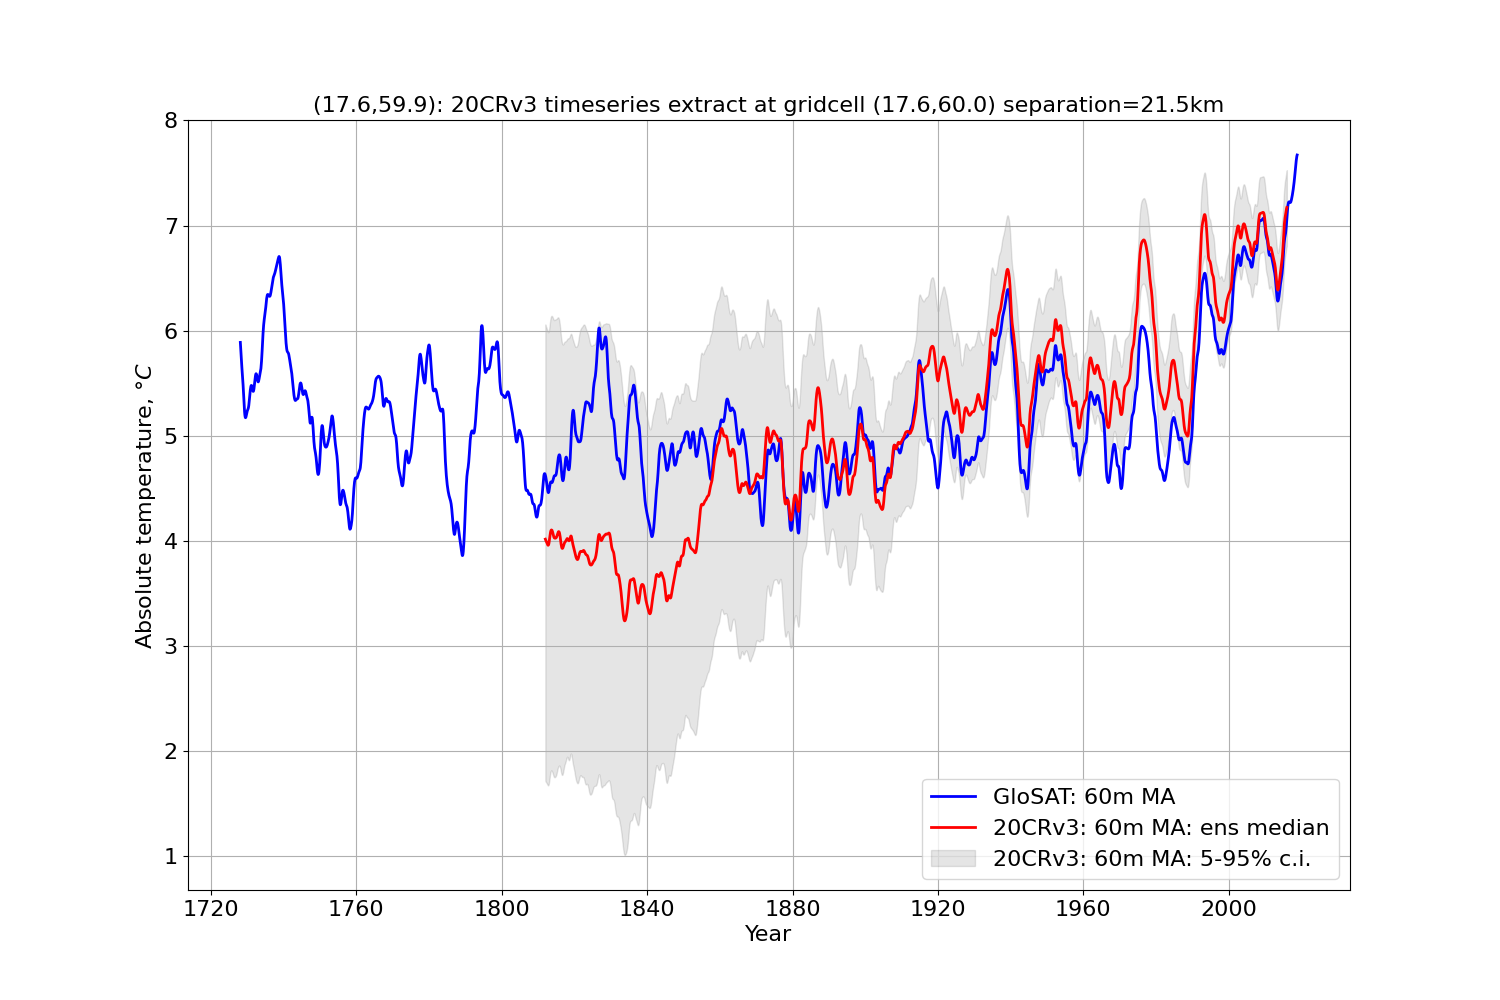 (17.6,59.9): 20CRv3 timeseries extract at gridcell (17.6,60.0) separation=21.5km
8
7
6
5
4
3
2
1
Absolute temperature, °C
1720 1760 1800 1840 1880 1920 1960 2000
Year
GloSAT: 60m MA
20CRv3: 60m MA: ens median
20CRv3: 60m MA: 5-95% c.i.